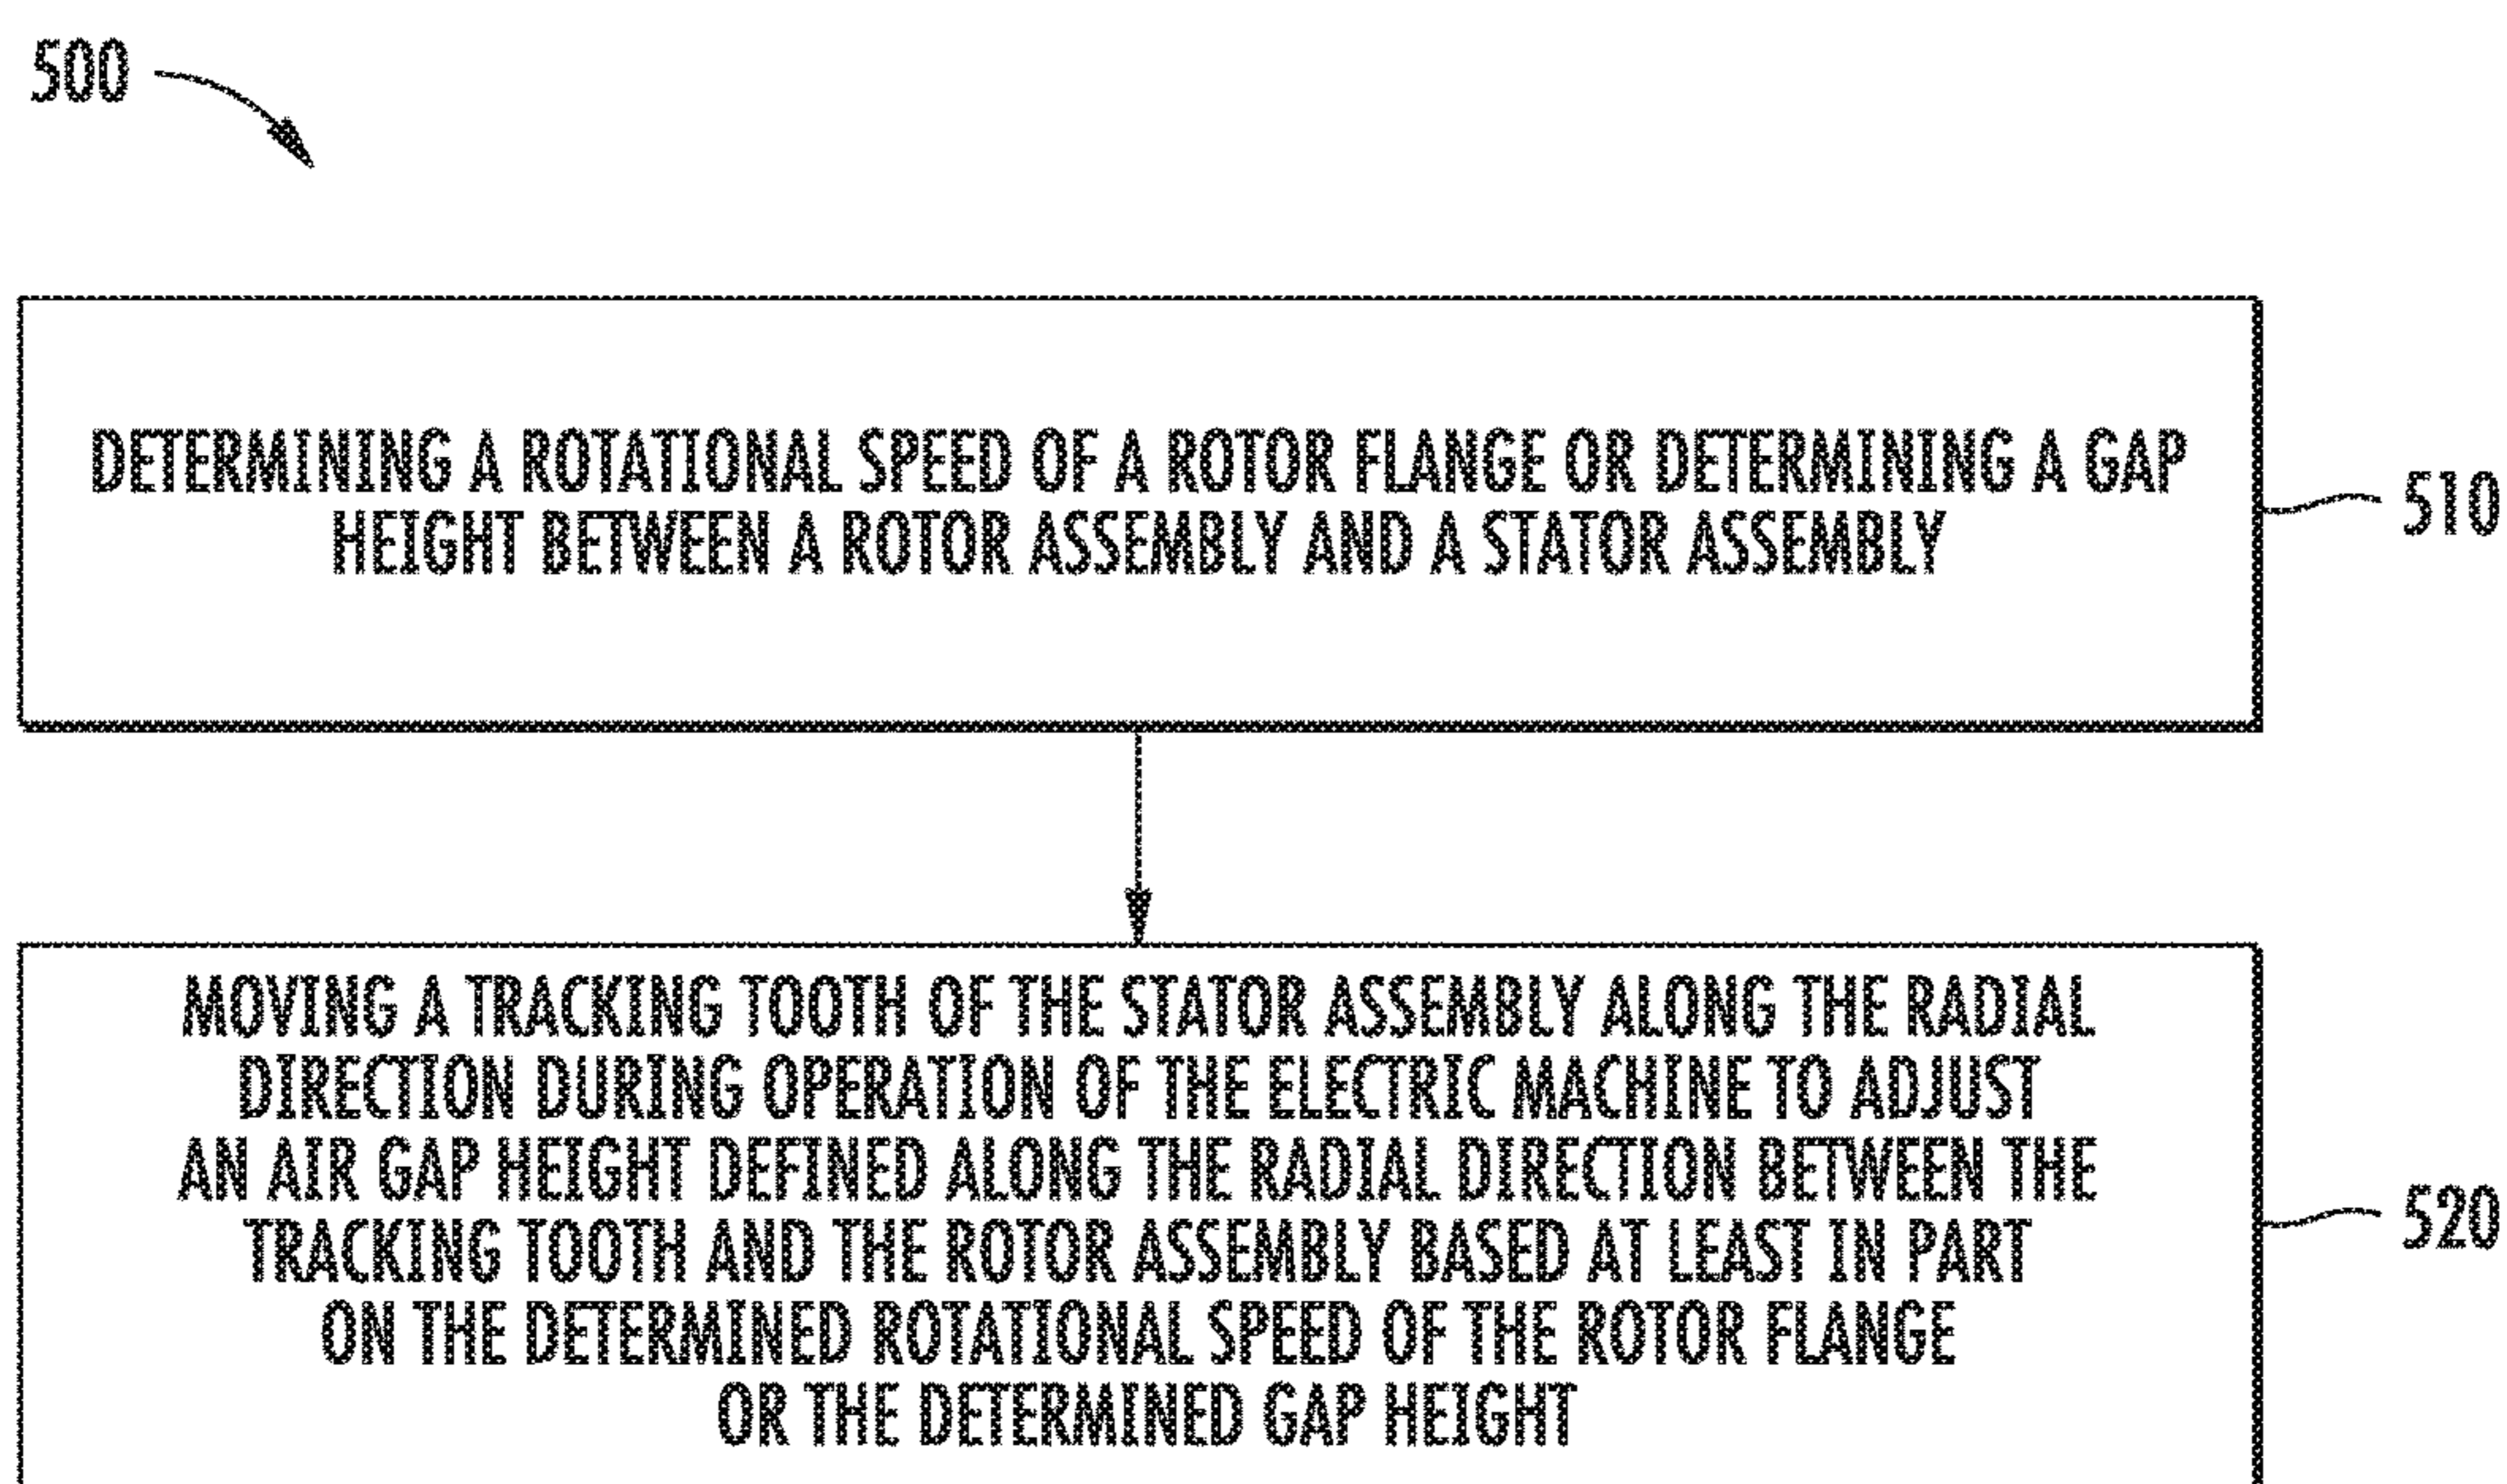 500
DETERMINING A ROTATIONAL SPEED OF A ROTOR FLANGE OR DETERMINING A GAP
HEIGHT BETWEEN A ROTOR ASSEMBLY AND A STATOR ASSEMBLY
510
MOVING A TRACKING TOOTH OF THE STATOR ASSEMBLY ALONG THE RADIAL
DIRECTION DURING OPERATION OF THE ELECTRIC MACHINE TO ADJUST
AN AIR GAP HEIGHT DEFINED ALONG THE RADIAL DIRECTION BETWEEN THE
TRACKING TOOTH AND THE ROTOR ASSEMBLY BASED AT LEAST IN PART
ON THE DETERMINED ROTATIONAL SPEED OF THE ROTOR FLANGE
OR THE DETERMINED GAP HEIGHT
520